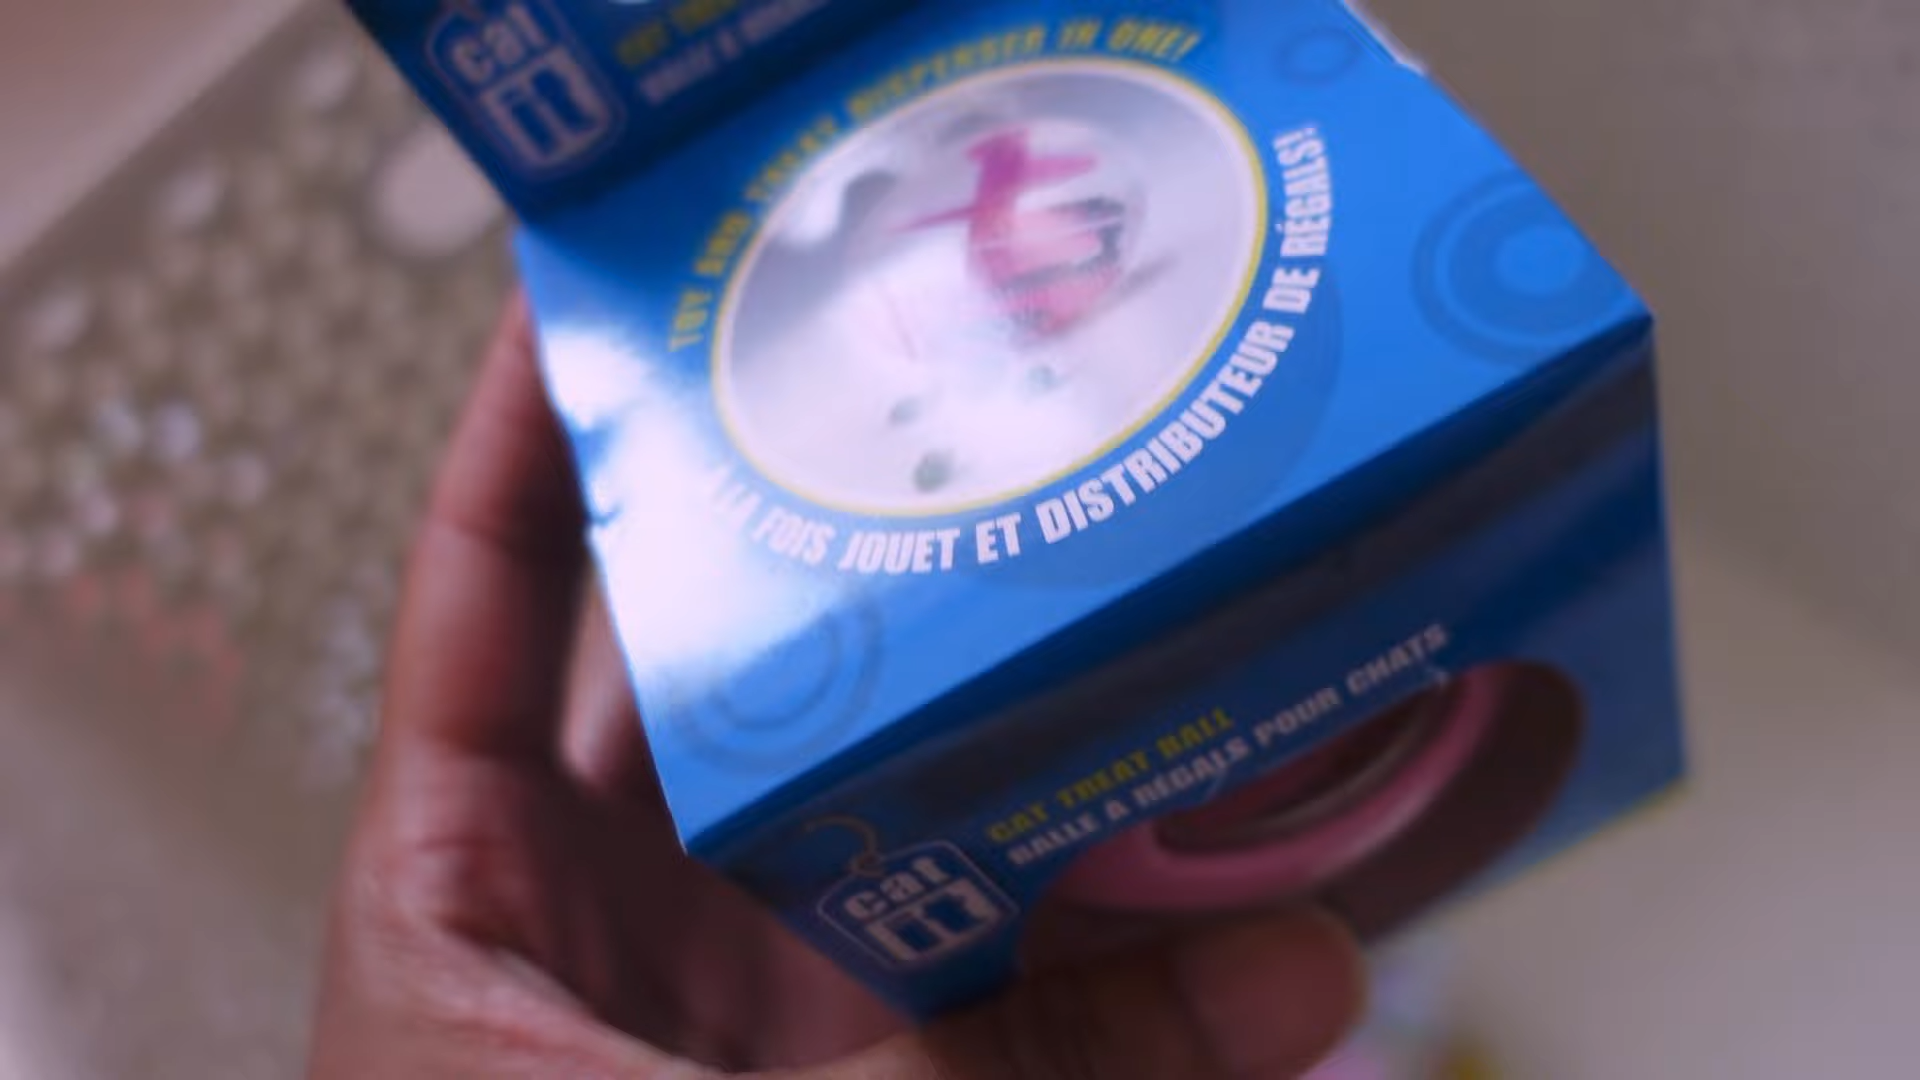 cat
it
TOY AND TREAT DISPENSER IN ONE!
À LA FOIS JOUET ET DISTRIBUTEUR DE RÉGALS!
CAT TREAT BALL
BALLE À RÉGALS POUR CHATS
cat
it